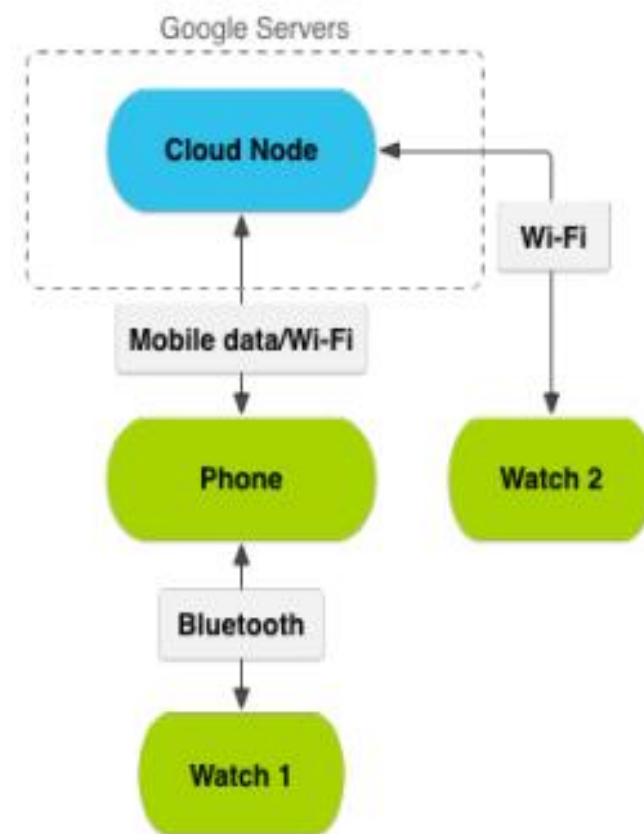 Google Servers
Cloud Node
Wi-Fi
Mobile data/Wi-Fi
Phone
Watch 2
Bluetooth
Watch 1